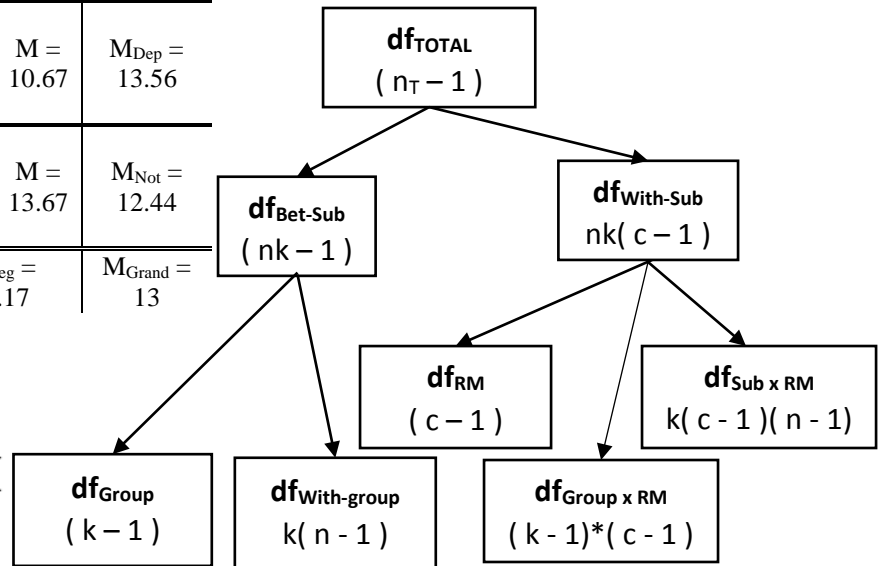 M =
10.67
M_Dep =
13.56
M =
13.67
M_Not =
12.44
eg =
.17
M_Grand =
13
df_TOTAL
( n_T – 1 )
df_Bet-Sub
( nk – 1 )
df_With-Sub
nk( c – 1 )
df_RM
( c – 1 )
df_Sub x RM
k( c - 1 )( n - 1)
df_Group
( k – 1 )
df_With-group
k( n - 1 )
df_Group x RM
( k - 1)*( c - 1 )